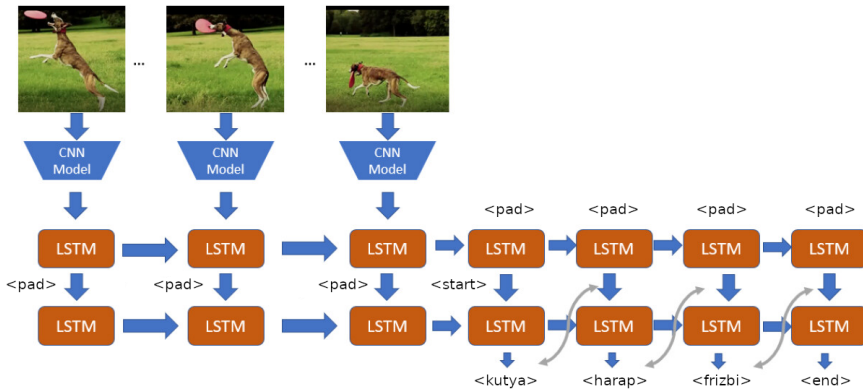 ... ...
CNN
Model
CNN
Model
CNN
Model
<pad> <pad> <pad> <pad>
LSTM LSTM LSTM LSTM LSTM LSTM LSTM
<pad> <pad> <pad> <start>
LSTM LSTM LSTM LSTM LSTM LSTM LSTM
<kutya> <harap> <frizbi> <end>